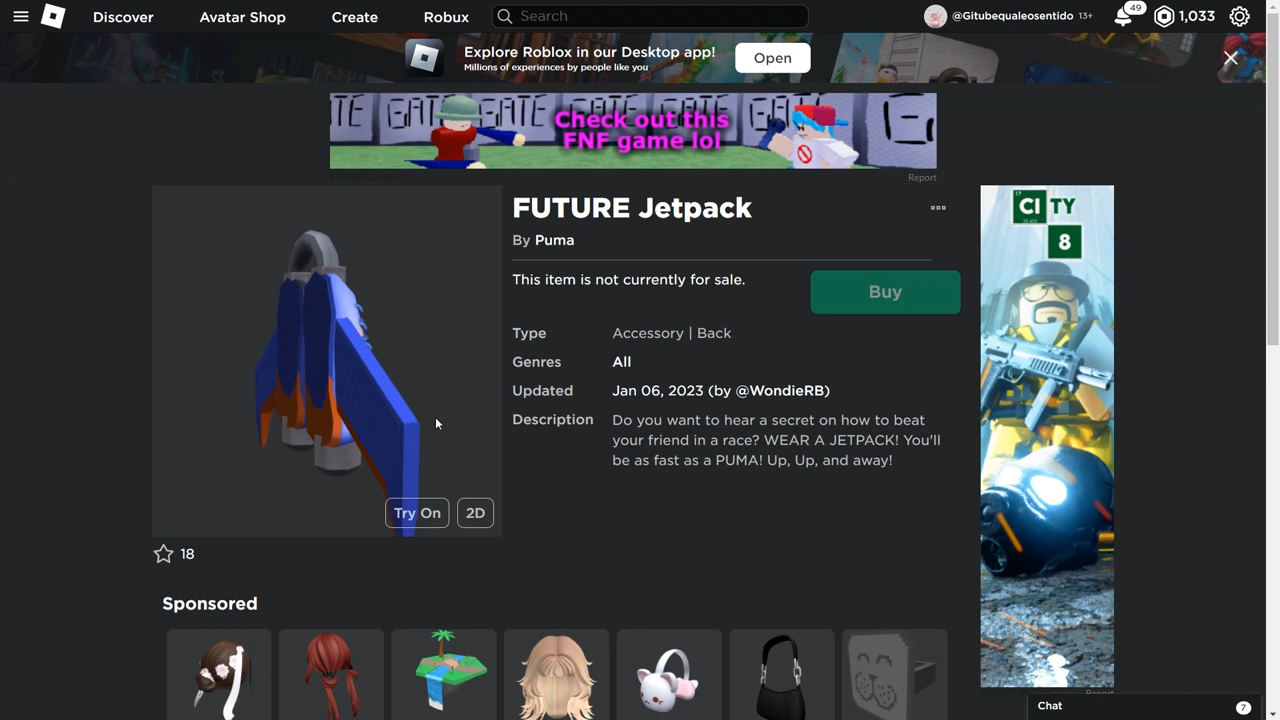 Discover Avatar Shop Create Robux Search @Gitubequaleosentido 13+ 49 1,033
Explore Roblox in our Desktop app!
Millions of experiences by people like you
Open
GATE GATE
Check out this
FNF game lol
Report
FUTURE Jetpack
By Puma
This item is not currently for sale.
Buy
Type Accessory | Back
Genres All
Updated Jan 06, 2023 (by @WondieRB)
Description Do you want to hear a secret on how to beat
your friend in a race? WEAR A JETPACK! You'll
be as fast as a PUMA! Up, Up, and away!
Try On 2D
18
CITY
8
Sponsored
Report
Chat 7